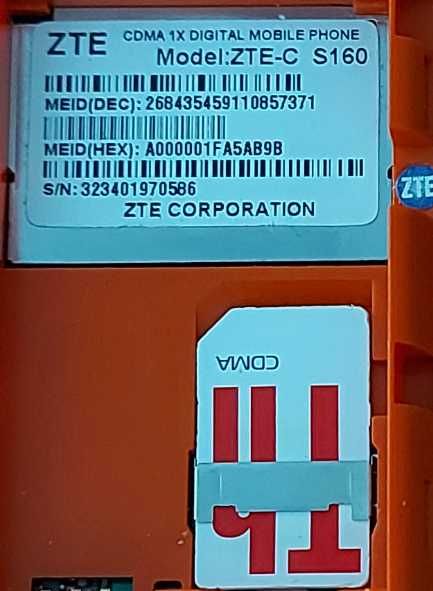 ZTE CDMA 1X DIGITAL MOBILE PHONE
Model:ZTE-C S160
MEID(DEC): 268435459110857371
MEID(HEX): A000001FA5AB9B
S/N: 323401970586
ZTE CORPORATION
ZTE
CDMA